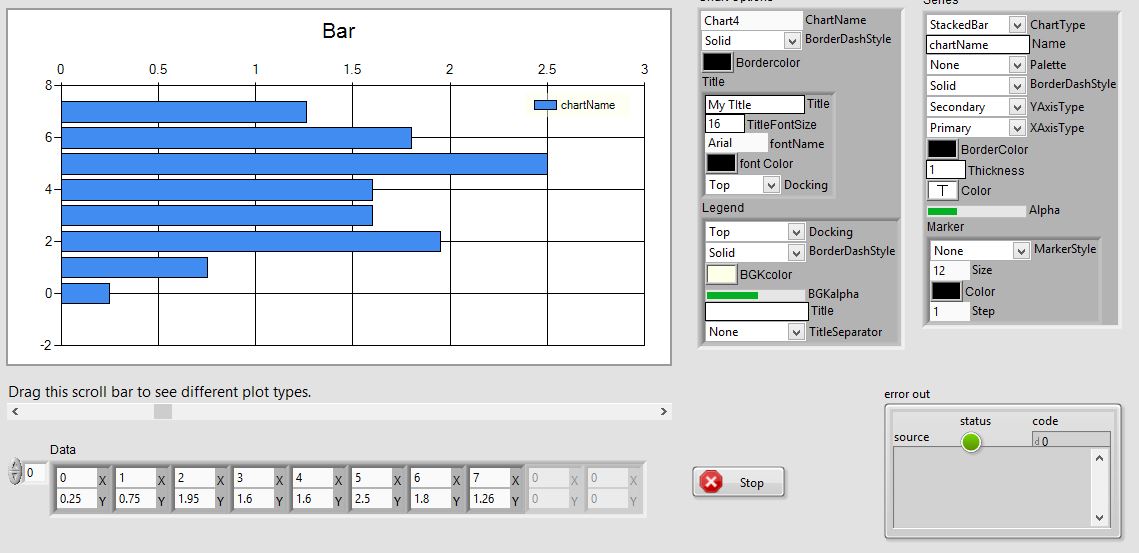 Chart Options
Series
Bar
0 0.5 1 1.5 2 2.5 3
8
6
4
2
0
-2
chartName
Chart4 ChartName
Solid BorderDashStyle
Bordercolor
Title
My TItle Title
16 TitleFontSize
Arial fontName
font Color
Top Docking
Legend
Top Docking
Solid BorderDashStyle
BGKcolor
BGKalpha
Title
None TitleSeparator
StackedBar ChartType
chartName Name
None Palette
Solid BorderDashStyle
Secondary YAxisType
Primary XAxisType
BorderColor
1 Thickness
T Color
Alpha
Marker
None MarkerStyle
12 Size
Color
1 Step
Drag this scroll bar to see different plot types.
Data
0
0 X 1 X 2 X 3 X 4 X 5 X 6 X 7 X 0 X 0 X
0.25 Y 0.75 Y 1.95 Y 1.6 Y 1.6 Y 2.5 Y 1.8 Y 1.26 Y 0 Y 0 Y
Stop
error out
status code
d 0
source